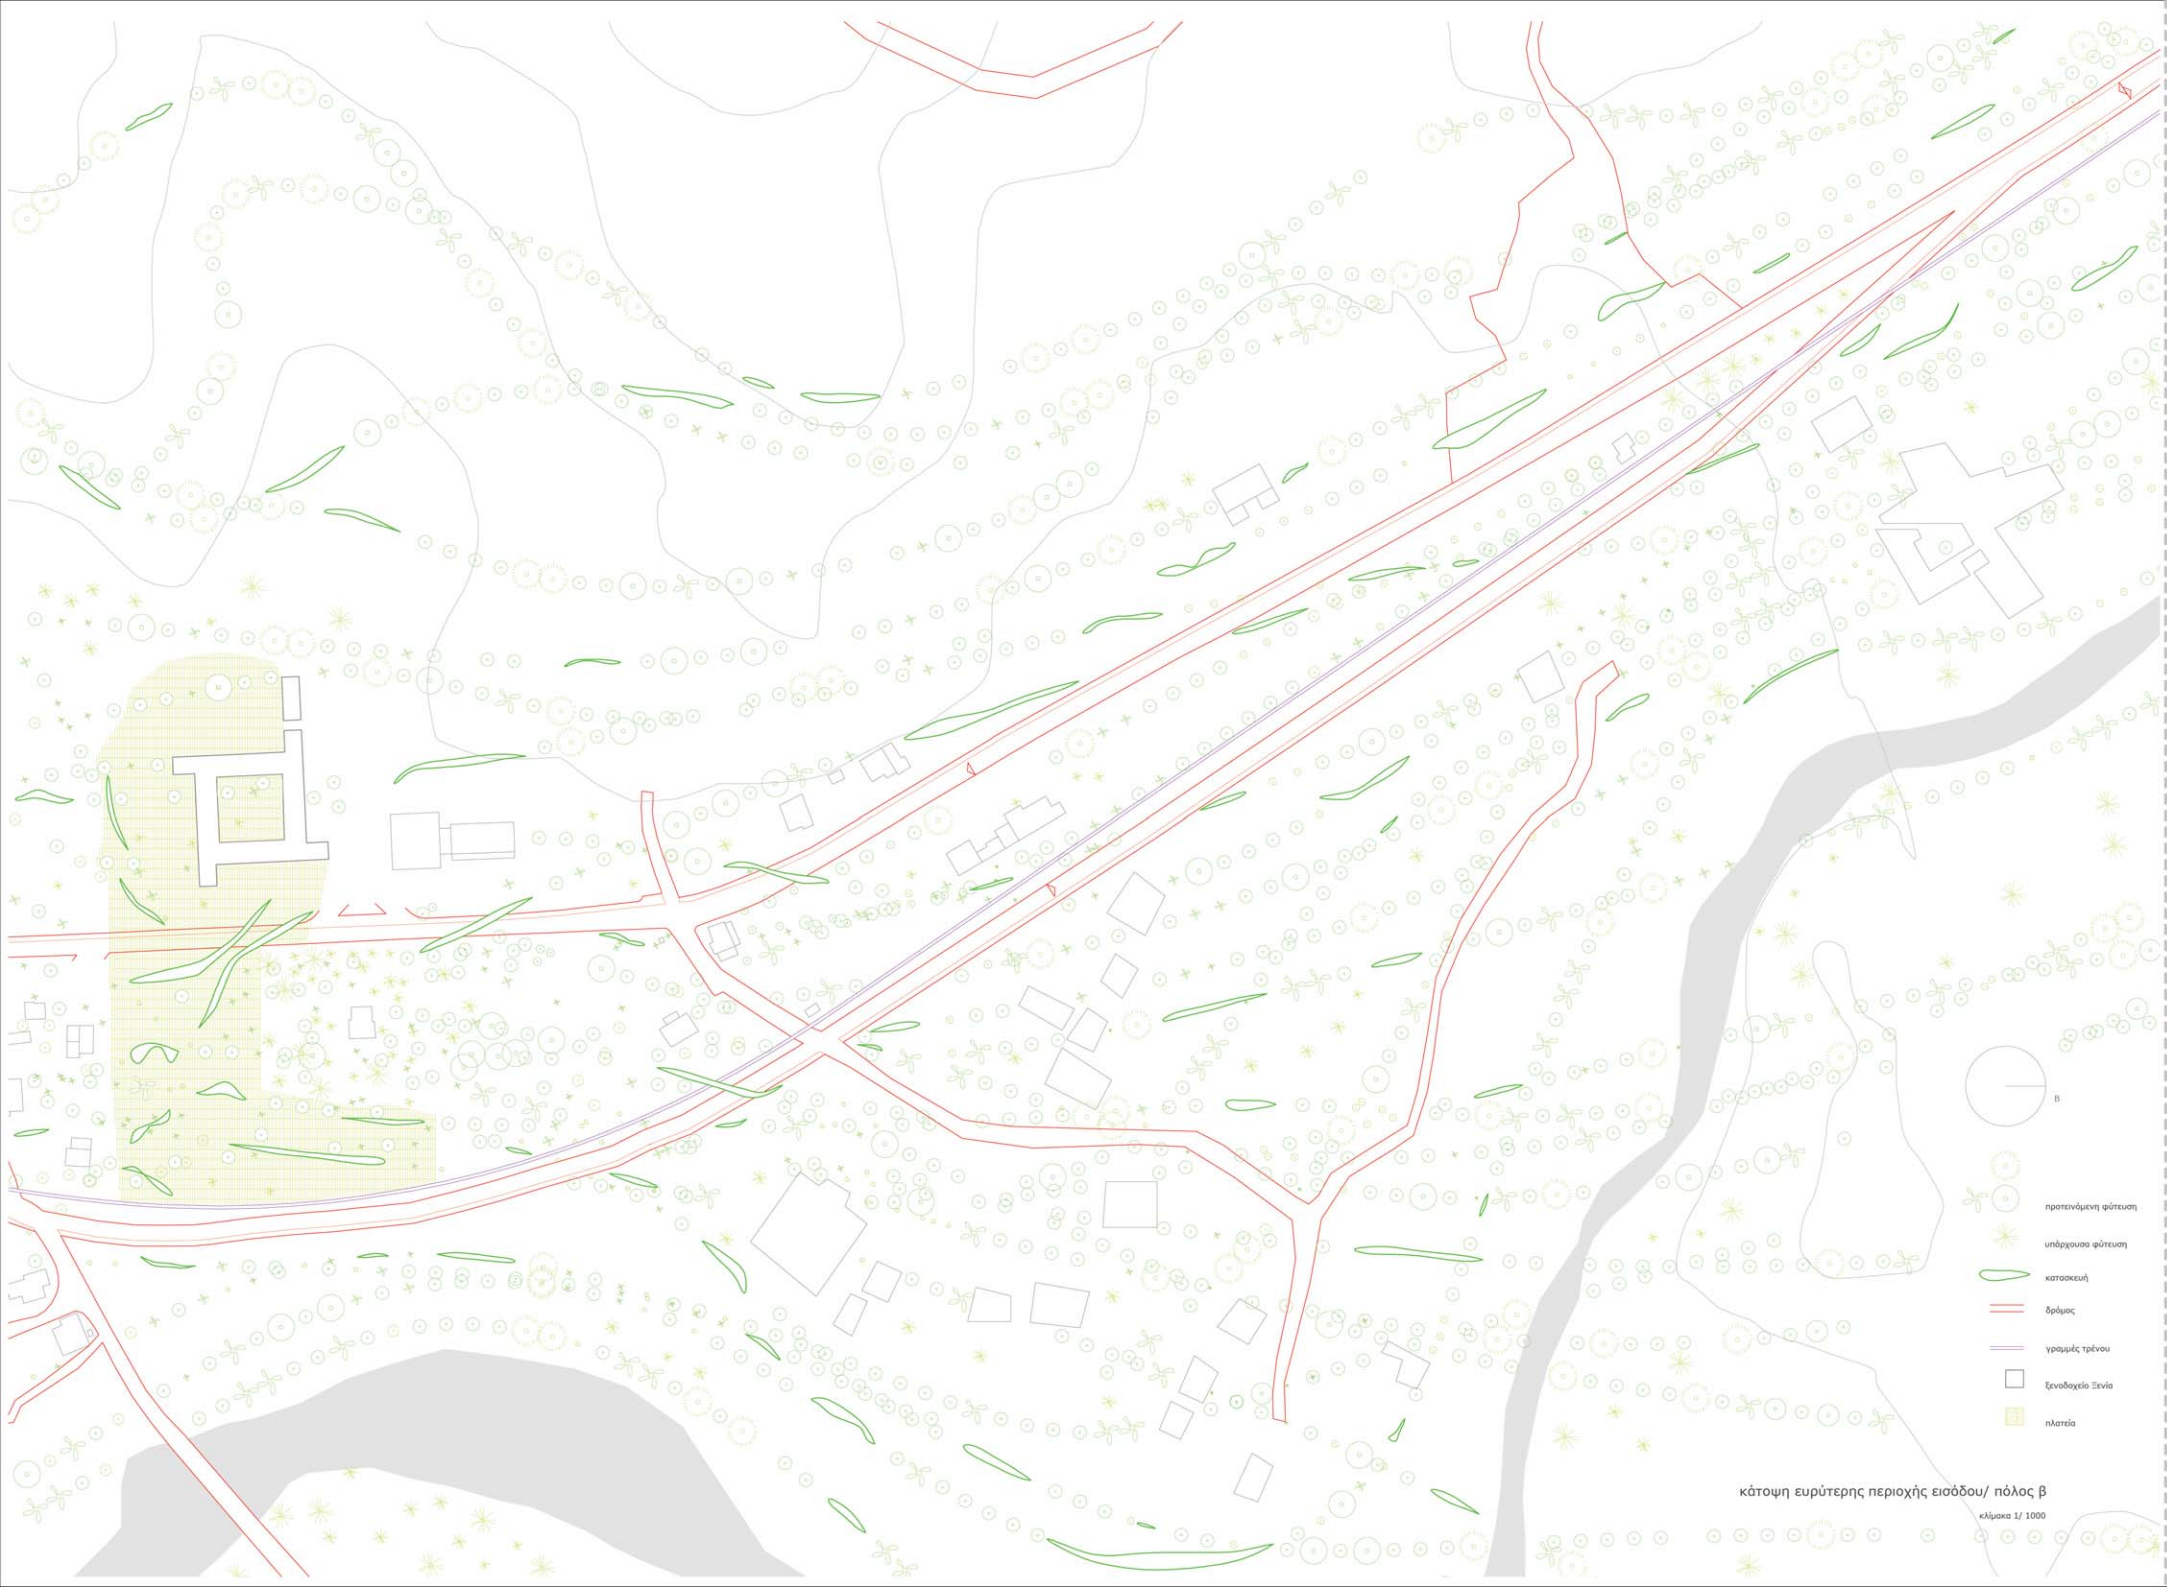 B
προτεινόμενη φύτευση
υπάρχουσα φύτευση
κατασκευή
δρόμος
γραμμές τρένου
ξενοδοχείο Ξενία
πλατεία
κάτοψη ευρύτερης περιοχής εισόδου/ πόλος β
κλίμακα 1/ 1000